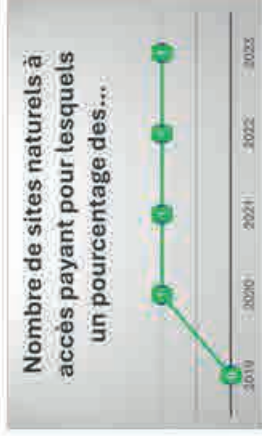 Nombre de sites naturels à
accès payant pour lesquels
un pourcentage des...
2019
2020
2021
2022
2023